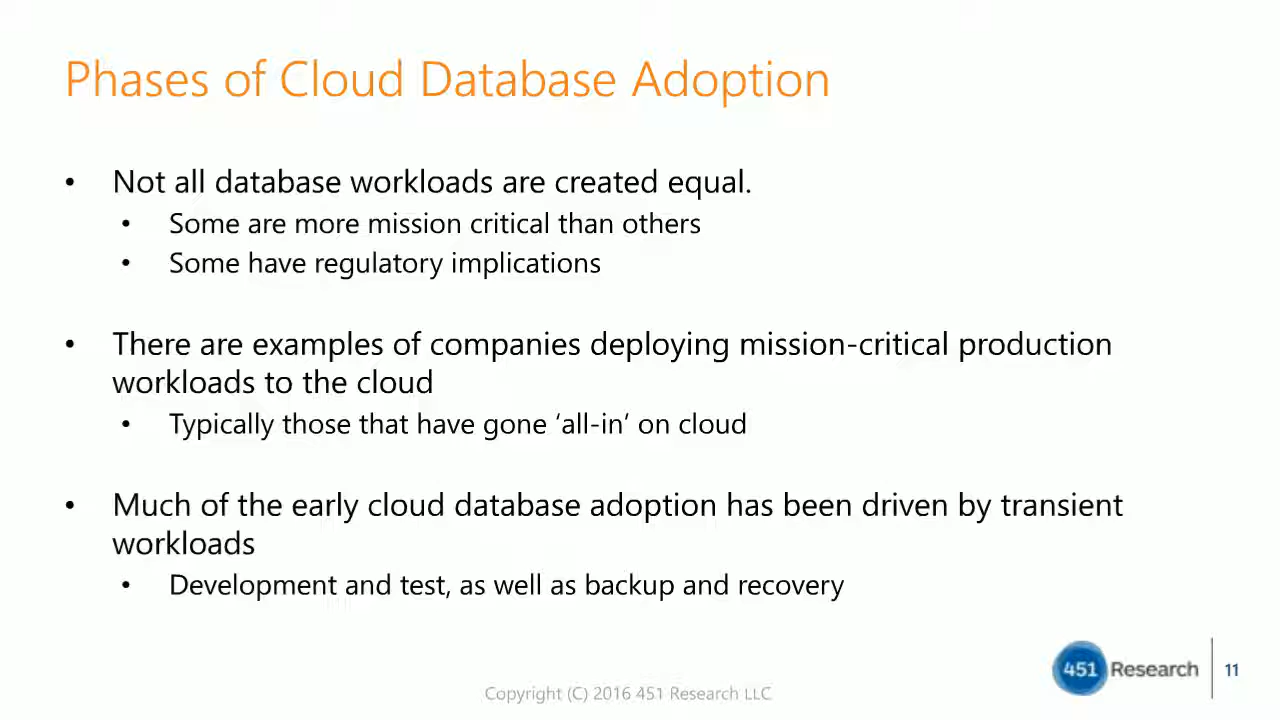 Phases of Cloud Database Adoption
• Not all database workloads are created equal.
• Some are more mission critical than others
• Some have regulatory implications
• There are examples of companies deploying mission-critical production
workloads to the cloud
• Typically those that have gone ‘all-in’ on cloud
• Much of the early cloud database adoption has been driven by transient
workloads
• Development and test, as well as backup and recovery
451 Research
11
Copyright (C) 2016 451 Research LLC